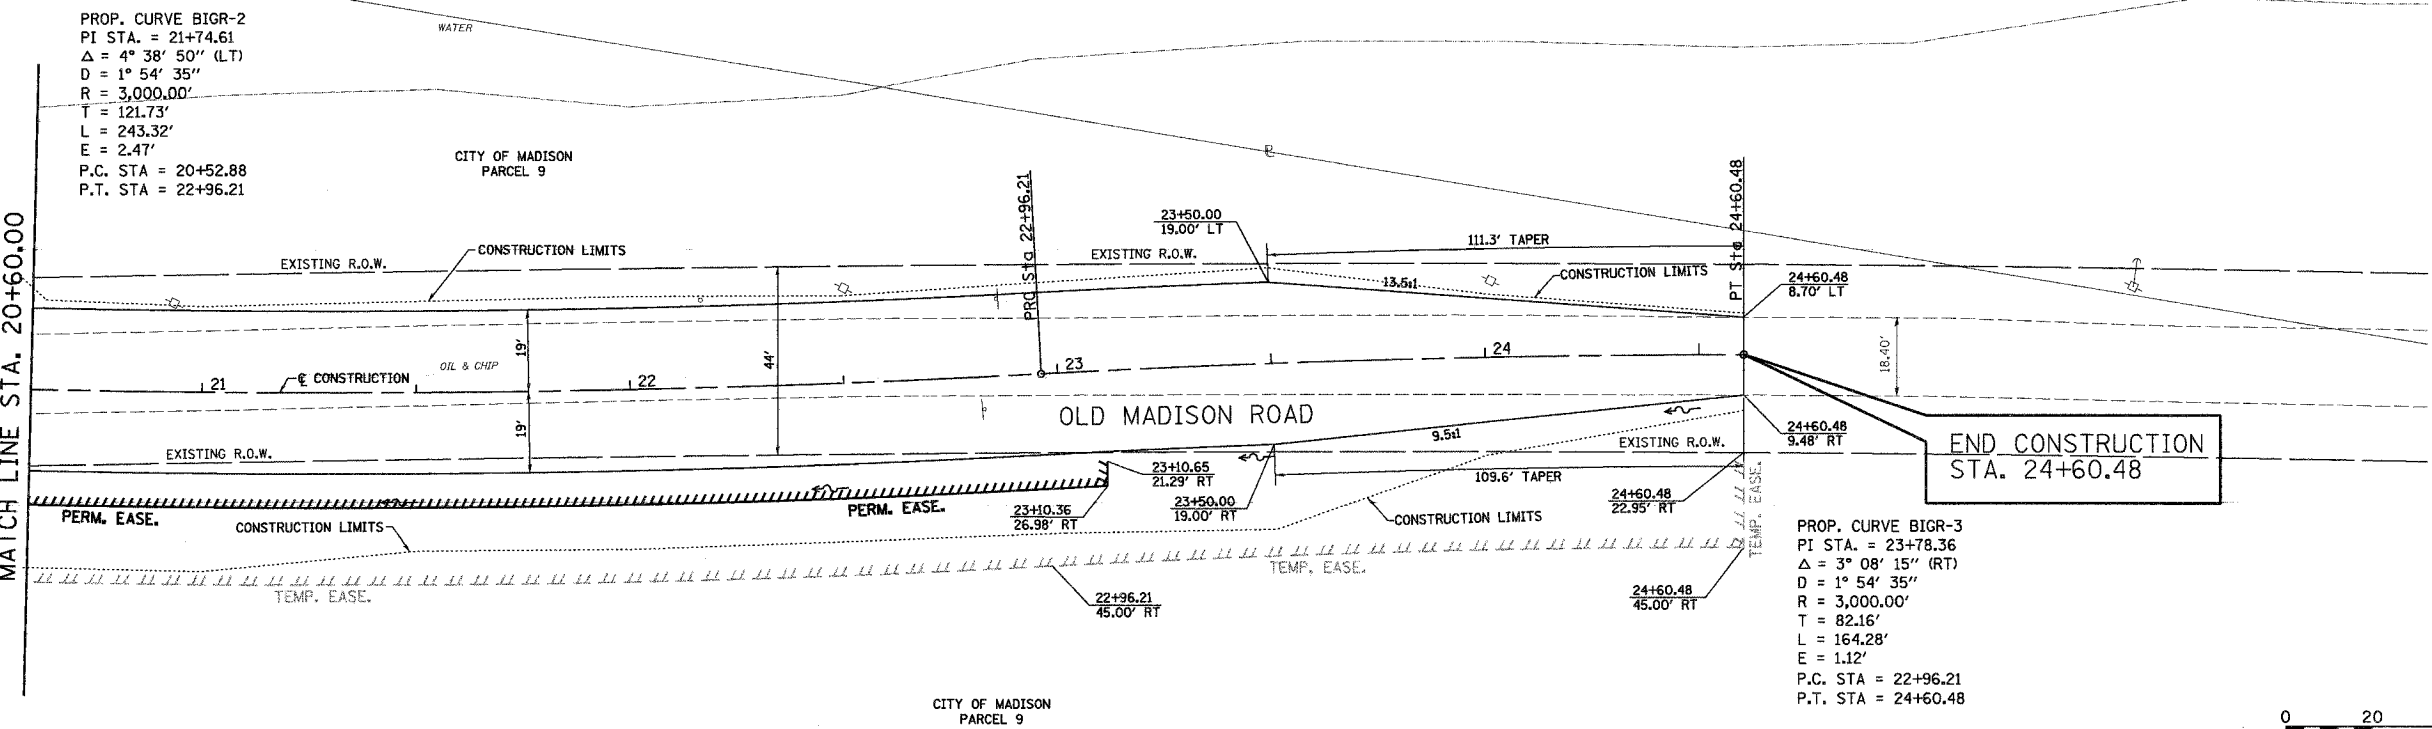 PROP. CURVE BIGR-2
PI STA. = 21+74.61
Δ = 4° 38' 50" (LT)
D = 1° 54' 35"
R = 3,000.00'
T = 121.73'
L = 243.32'
E = 2.47'
P.C. STA = 20+52.88
P.T. STA = 22+96.21
WATER
CITY OF MADISON
PARCEL 9
MATCH LINE STA. 20+60.00
EXISTING R.O.W.
CONSTRUCTION LIMITS
PRC Sta 22+96.21
EXISTING R.O.W.
23+50.00
19.00' LT
111.3' TAPER
13.5:1
PT Sta 24+60.48
CONSTRUCTION LIMITS
24+60.48
8.70' LT
19'
44'
OIL & CHIP
21
℄ CONSTRUCTION
22
23
24
18.40'
19'
OLD MADISON ROAD
EXISTING R.O.W.
9.5:1
EXISTING R.O.W.
24+60.48
9.48' RT
END CONSTRUCTION
STA. 24+60.48
23+10.65
21.29' RT
109.6' TAPER
PERM. EASE.
PERM. EASE.
23+10.36
26.98' RT
23+50.00
19.00' RT
24+60.48
22.95' RT
CONSTRUCTION LIMITS
CONSTRUCTION LIMITS
TEMP. EASE.
TEMP. EASE.
TEMP. EASE.
22+96.21
45.00' RT
24+60.48
45.00' RT
PROP. CURVE BIGR-3
PI STA. = 23+78.36
Δ = 3° 08' 15" (RT)
D = 1° 54' 35"
R = 3,000.00'
T = 82.16'
L = 164.28'
E = 1.12'
P.C. STA = 22+96.21
P.T. STA = 24+60.48
CITY OF MADISON
PARCEL 9
0 20